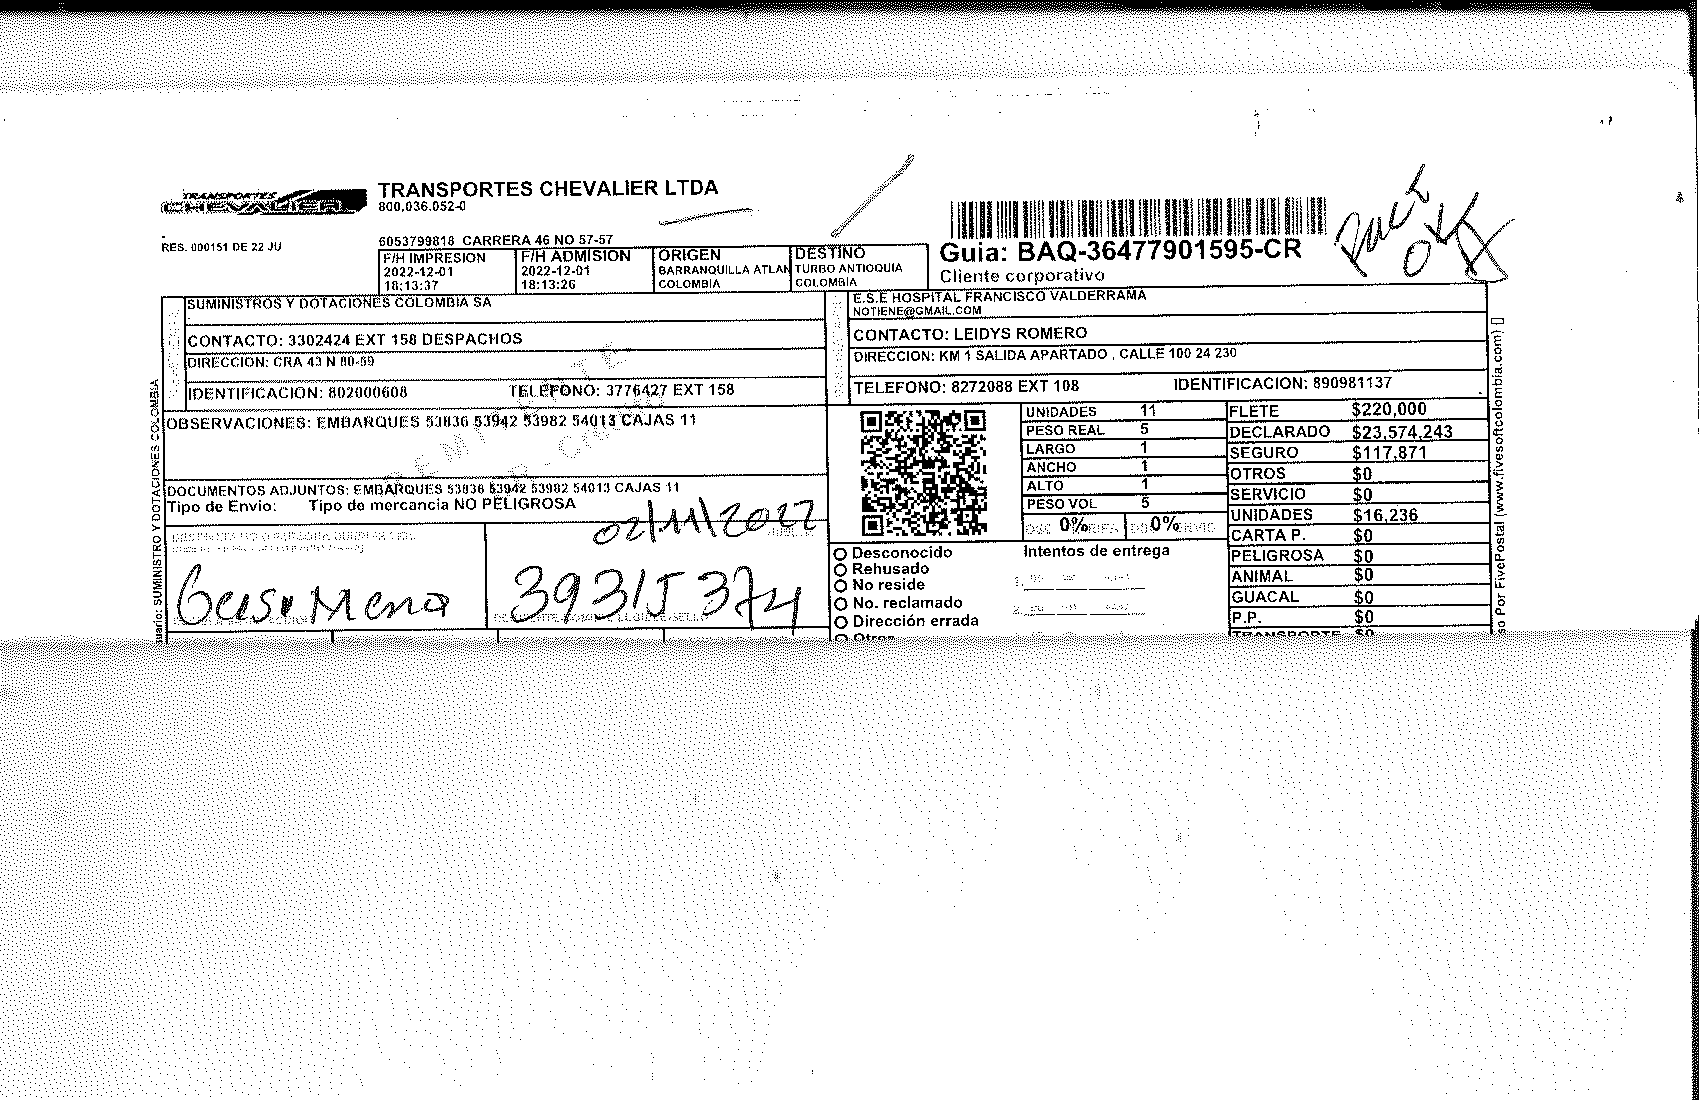 TRANSPORTES CHEVALIER
TRANSPORTES CHEVALIER LTDA
800,036.052-0
RES. 000151 DE 22 JU
6053799818 CARRERA 46 NO 57-57
F/H IMPRESION
2022-12-01
18:13:37
F/H ADMISION
2022-12-01
18:13:26
ORIGEN
BARRANQUILLA ATLAN
COLOMBIA
DESTINO
TURBO ANTIOQUIA
COLOMBIA
Guia: BAQ-36477901595-CR
Cliente corporativo
SUMINISTROS Y DOTACIONES COLOMBIA SA
CONTACTO: 3302424 EXT 158 DESPACHOS
DIRECCION: CRA 43 N 80-59
IDENTIFICACION: 802000608
TELEFONO: 3776427 EXT 158
E.S.E HOSPITAL FRANCISCO VALDERRAMA
NOTIENE@GMAIL.COM
CONTACTO: LEIDYS ROMERO
DIRECCION: KM 1 SALIDA APARTADO , CALLE 100 24 230
TELEFONO: 8272088 EXT 108
IDENTIFICACION: 890981137
OBSERVACIONES: EMBARQUES 53836 53942 53982 54013 CAJAS 11
DOCUMENTOS ADJUNTOS: EMBARQUES 53836 53942 53982 54013 CAJAS 11
Tipo de Envio: Tipo de mercancia NO PELIGROSA
02/11/2022
39315374
UNIDADES 11
PESO REAL 5
LARGO 1
ANCHO 1
ALTO 1
PESO VOL 5
0% 0%
FLETE $220,000
DECLARADO $23,574,243
SEGURO $117,871
OTROS $0
SERVICIO $0
UNIDADES $16,236
CARTA P. $0
PELIGROSA $0
ANIMAL $0
GUACAL $0
P.P. $0
TRANSPORTE $0
Desconocido
Rehusado
No reside
No. reclamado
Dirección errada
Otros
Intentos de entrega